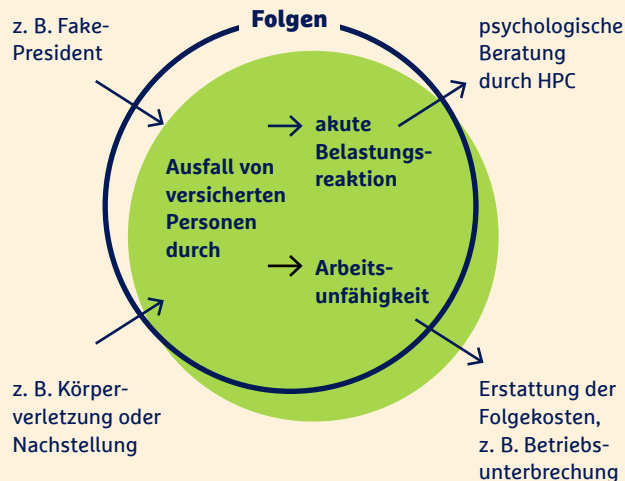 Folgen
z. B. Fake-
President
psychologische
Beratung
durch HPC
Ausfall von
versicherten
Personen
durch
akute
Belastungs-
reaktion
Arbeits-
unfähigkeit
z. B. Körper-
verletzung oder
Nachstellung
Erstattung der
Folgekosten,
z. B. Betriebs-
unterbrechung